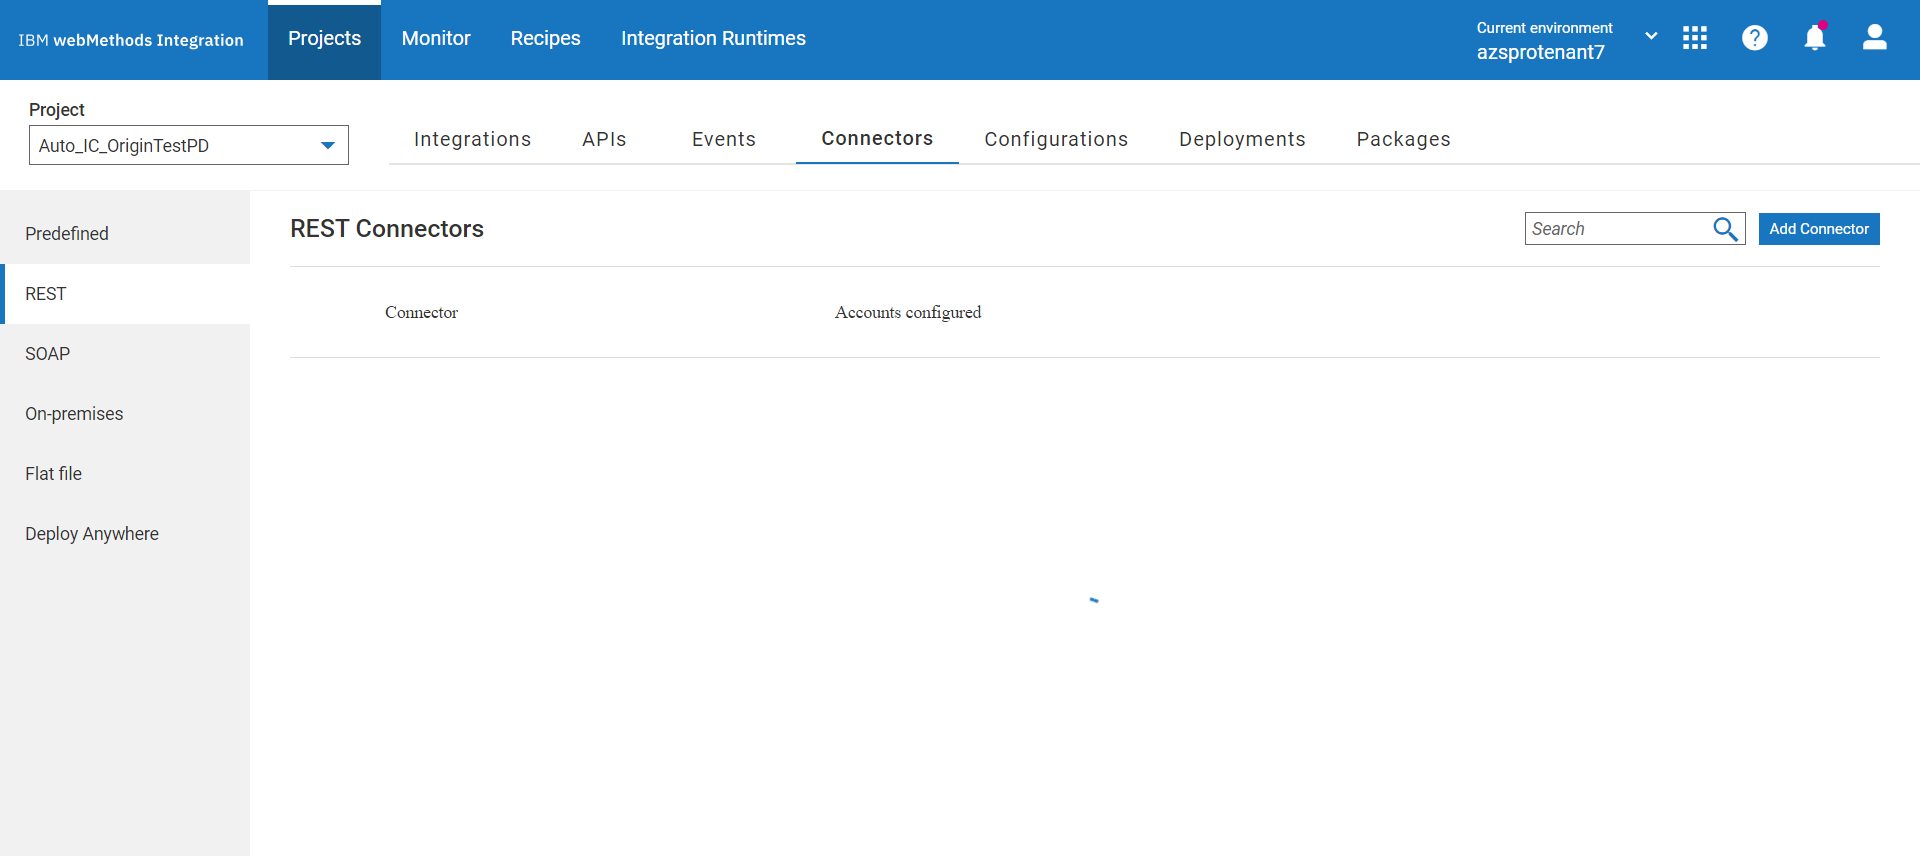 IBM webMethods Integration
Projects
Monitor
Recipes
Integration Runtimes
Current environment
azsprotenant7
Project
Auto_IC_OriginTestPD
Integrations
APIs
Events
Connectors
Configurations
Deployments
Packages
Predefined
REST
SOAP
On-premises
Flat file
Deploy Anywhere
REST Connectors
Search
Add Connector
Connector
Accounts configured